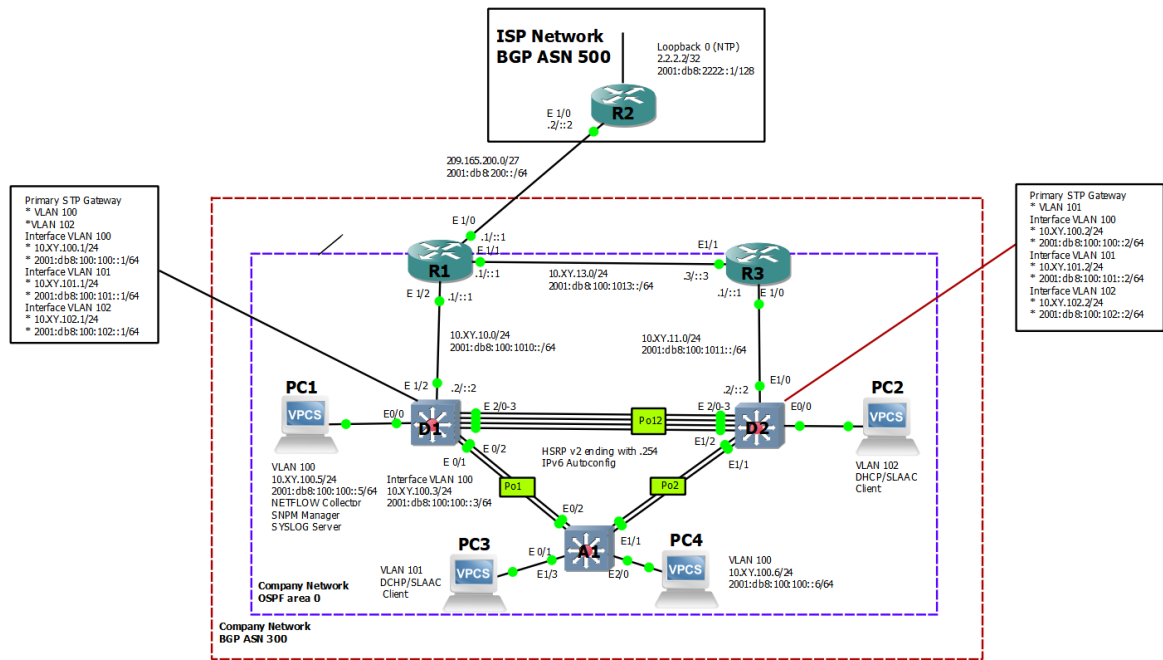 ISP Network
BGP ASN 500
Loopback 0 (NTP)
2.2.2.2/32
2001:db8:2222::1/128
R2
E 1/0
.2/::2
209.165.200.0/27
2001:db8:200::/64
Primary STP Gateway
* VLAN 100
*VLAN 102
Interface VLAN 100
* 10.XY.100.1/24
* 2001:db8:100:100::1/64
Interface VLAN 101
* 10.XY.101.1/24
* 2001:db8:100:101::1/64
Interface VLAN 102
* 10.XY.102.1/24
* 2001:db8:100:102::1/64
Primary STP Gateway
* VLAN 101
Interface VLAN 100
* 10.XY.100.2/24
* 2001:db8:100:100::2/64
Interface VLAN 101
* 10.XY.101.2/24
* 2001:db8:100:101::2/64
Interface VLAN 102
* 10.XY.102.2/24
* 2001:db8:100:102::2/64
E 1/0
.1/::1
R1
E 1/1
.1/::1
E 1/2
.1/::1
10.XY.13.0/24
2001:db8:100:1013::/64
E1/1
.3/::3
R3
.1/::1
E 1/0
10.XY.10.0/24
2001:db8:100:1010::/64
10.XY.11.0/24
2001:db8:100:1011::/64
E 1/2
.2/::2
E1/0
.2/::2
PC1
VPCS
E0/0
D1
E 2/0-3
Po12
E 2/0-3
D2
E0/0
PC2
VPCS
E 0/2
E 0/1
E1/2
E1/1
HSRP v2 ending with .254
IPv6 Autoconfig
VLAN 100
10.XY.100.5/24
2001:db8:100:100::5/64
NETFLOW Collector
SNPM Manager
SYSLOG Server
Interface VLAN 100
10.XY.100.3/24
2001:db8:100:100::3/64
VLAN 102
DHCP/SLAAC
Client
Po1
Po2
E0/2
E 0/1
A1
E1/1
E1/3
E2/0
PC3
VPCS
VLAN 101
DCHP/SLAAC
Client
PC4
VPCS
VLAN 100
10.XY.100.6/24
2001:db8:100:100::6/64
Company Network
OSPF area 0
Company Network
BGP ASN 300